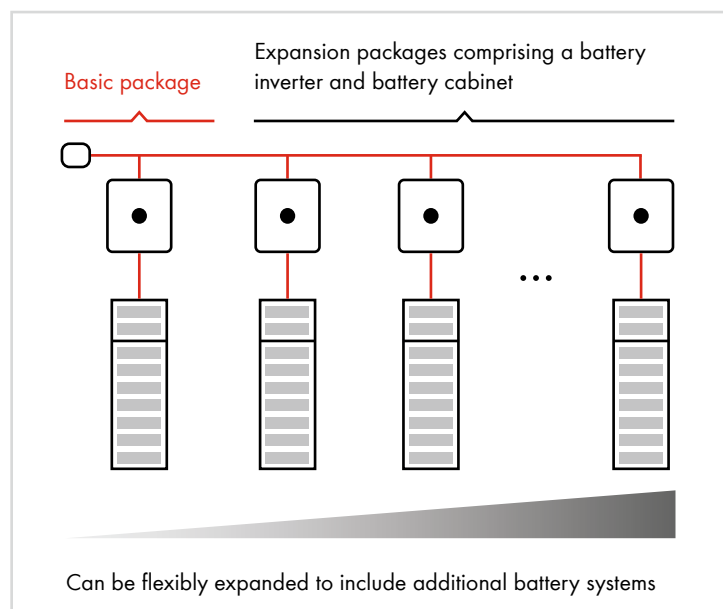 Basic package
Expansion packages comprising a battery
inverter and battery cabinet
...
Can be flexibly expanded to include additional battery systems